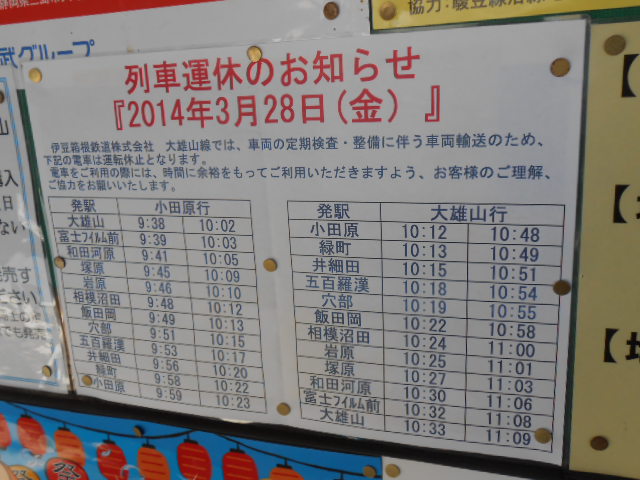 協力：駿豆線沿線
武グループ
列車運休のお知らせ
『2014年3月28日（金）』
伊豆箱根鉄道株式会社　大雄山線では、車両の定期検査・整備に伴う車両輸送のため、
下記の電車は運転休止となります。
電車をご利用の際には、時間に余裕をもってご利用いただきますよう、お客様のご理解、
ご協力をお願いいたします。
発駅 小田原行
大雄山 9:38 10:02
富士フイルム前 9:39 10:03
和田河原 9:41 10:05
塚原 9:45 10:09
岩原 9:46 10:10
相模沼田 9:48 10:12
飯田岡 9:49 10:13
穴部 9:51 10:15
五百羅漢 9:53 10:17
井細田 9:56 10:20
緑町 9:58 10:22
小田原 9:59 10:23
発駅 大雄山行
小田原 10:12 10:48
緑町 10:13 10:49
井細田 10:15 10:51
五百羅漢 10:18 10:54
穴部 10:19 10:55
飯田岡 10:22 10:58
相模沼田 10:24 11:00
岩原 10:25 11:01
塚原 10:27 11:03
和田河原 10:30 11:06
富士フイルム前 10:32 11:08
大雄山 10:33 11:09